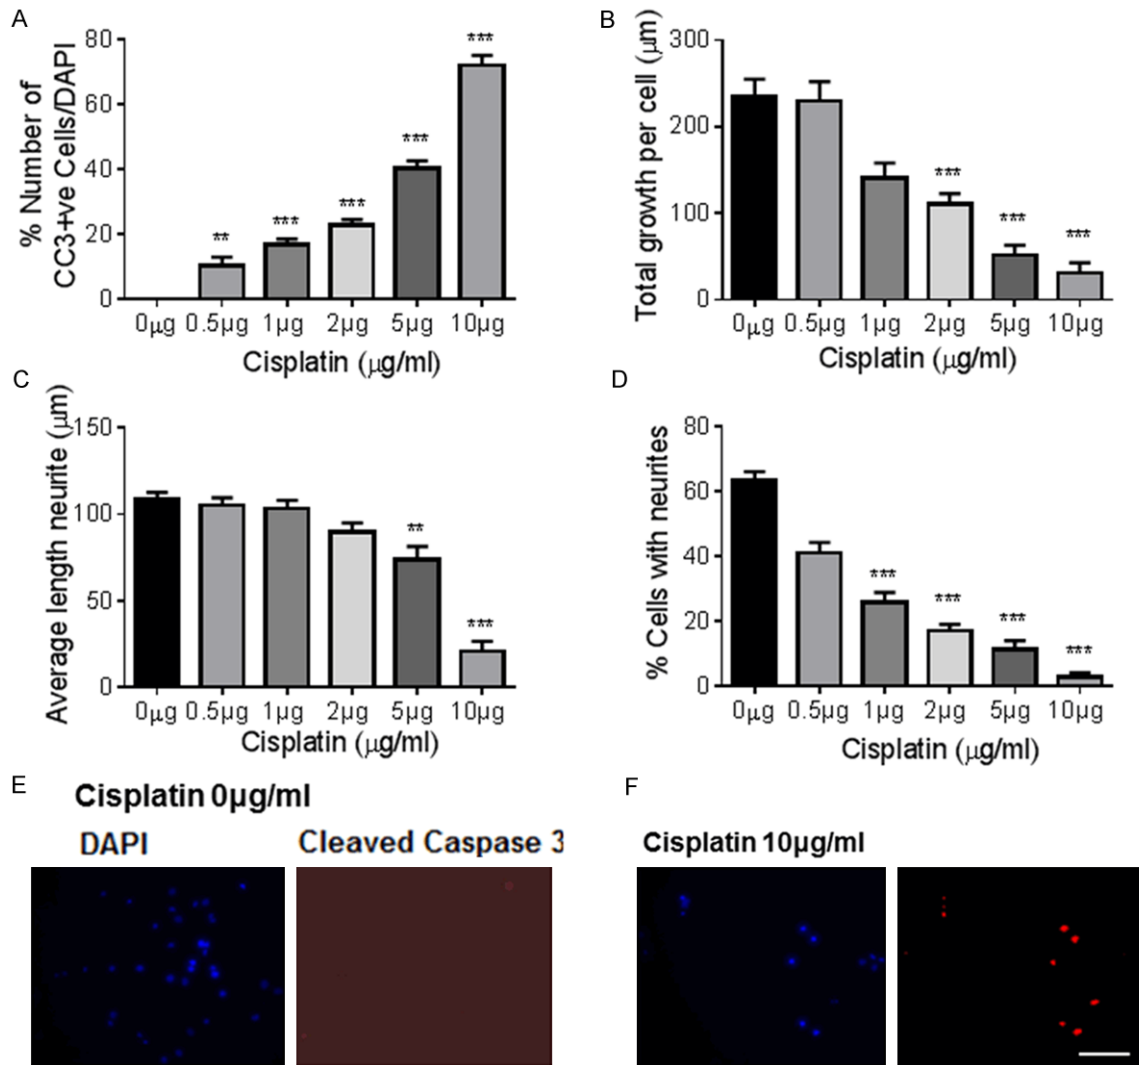 A
% Number of
CC3+ve Cells/DAPI
80
60
40
20
0
**
***
***
***
***
0μg 0.5μg 1μg 2μg 5μg 10μg
Cisplatin (μg/ml)
B
Total growth per cell (μm)
300
200
100
0
***
***
***
0μg 0.5μg 1μg 2μg 5μg 10μg
Cisplatin (μg/ml)
C
Average length neurite (μm)
150
100
50
0
**
***
0μg 0.5μg 1μg 2μg 5μg 10μg
Cisplatin (μg/ml)
D
% Cells with neurites
80
60
40
20
0
***
***
***
***
0μg 0.5μg 1μg 2μg 5μg 10μg
Cisplatin (μg/ml)
E
Cisplatin 0μg/ml
DAPI Cleaved Caspase 3
F
Cisplatin 10μg/ml